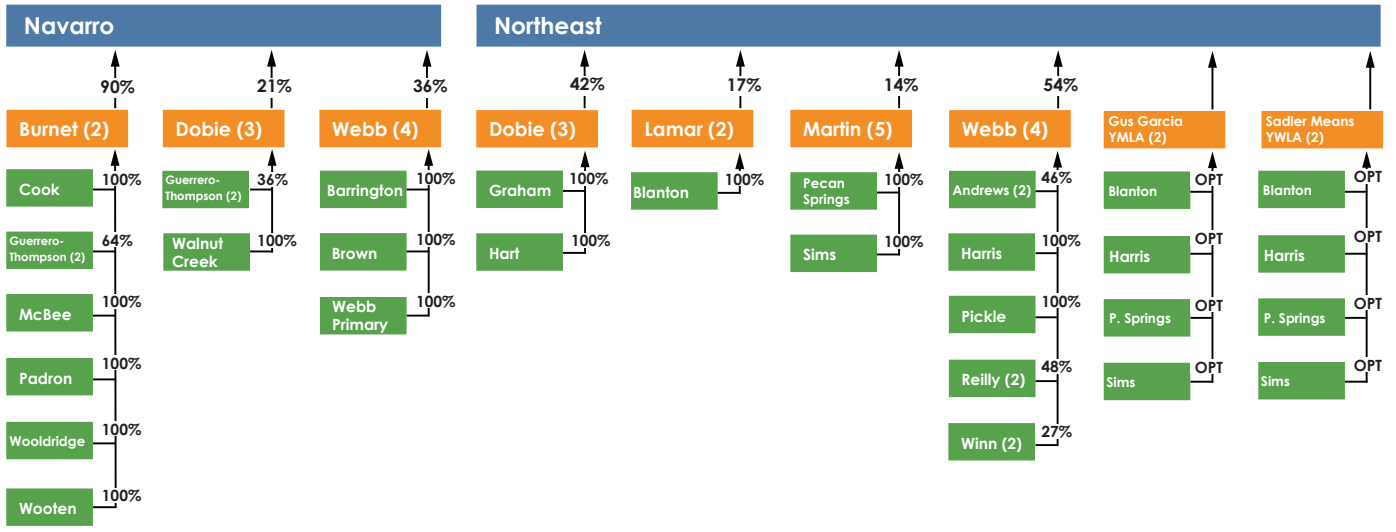 Navarro
Northeast
90%
21%
36%
42%
17%
14%
54%
Burnet (2)
Dobie (3)
Webb (4)
Dobie (3)
Lamar (2)
Martin (5)
Webb (4)
Gus Garcia
YMLA (2)
Sadler Means
YWLA (2)
Cook
100%
Guerrero-
Thompson (2)
64%
McBee
100%
Padron
100%
Wooldridge
100%
Wooten
100%
Guerrero-
Thompson (2)
36%
Walnut
Creek
100%
Barrington
100%
Brown
100%
Webb
Primary
100%
Graham
100%
Hart
100%
Blanton
100%
Pecan
Springs
100%
Sims
100%
Andrews (2)
46%
Harris
100%
Pickle
100%
Reilly (2)
48%
Winn (2)
27%
Blanton
OPT
Harris
OPT
P. Springs
OPT
Sims
OPT
Blanton
OPT
Harris
OPT
P. Springs
OPT
Sims
OPT